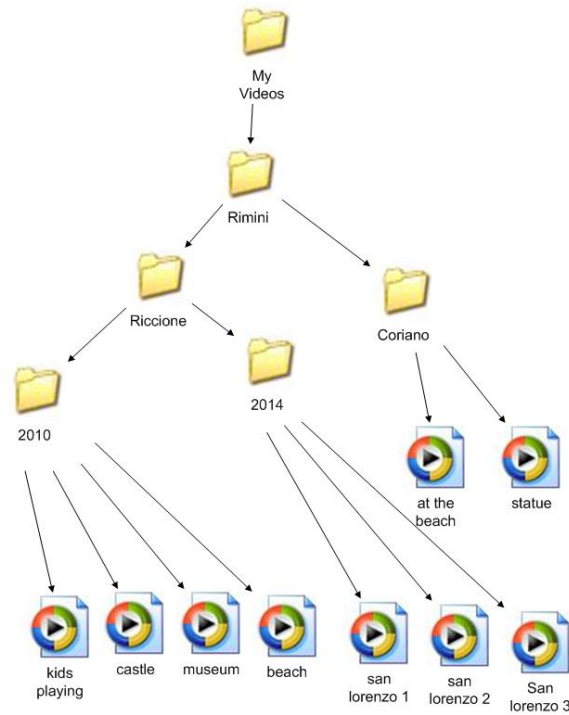 My
Videos
Rimini
Riccione
Coriano
2010
2014
at the
beach
statue
kids
playing
castle
museum
beach
san
lorenzo 1
san
lorenzo 2
San
lorenzo 3